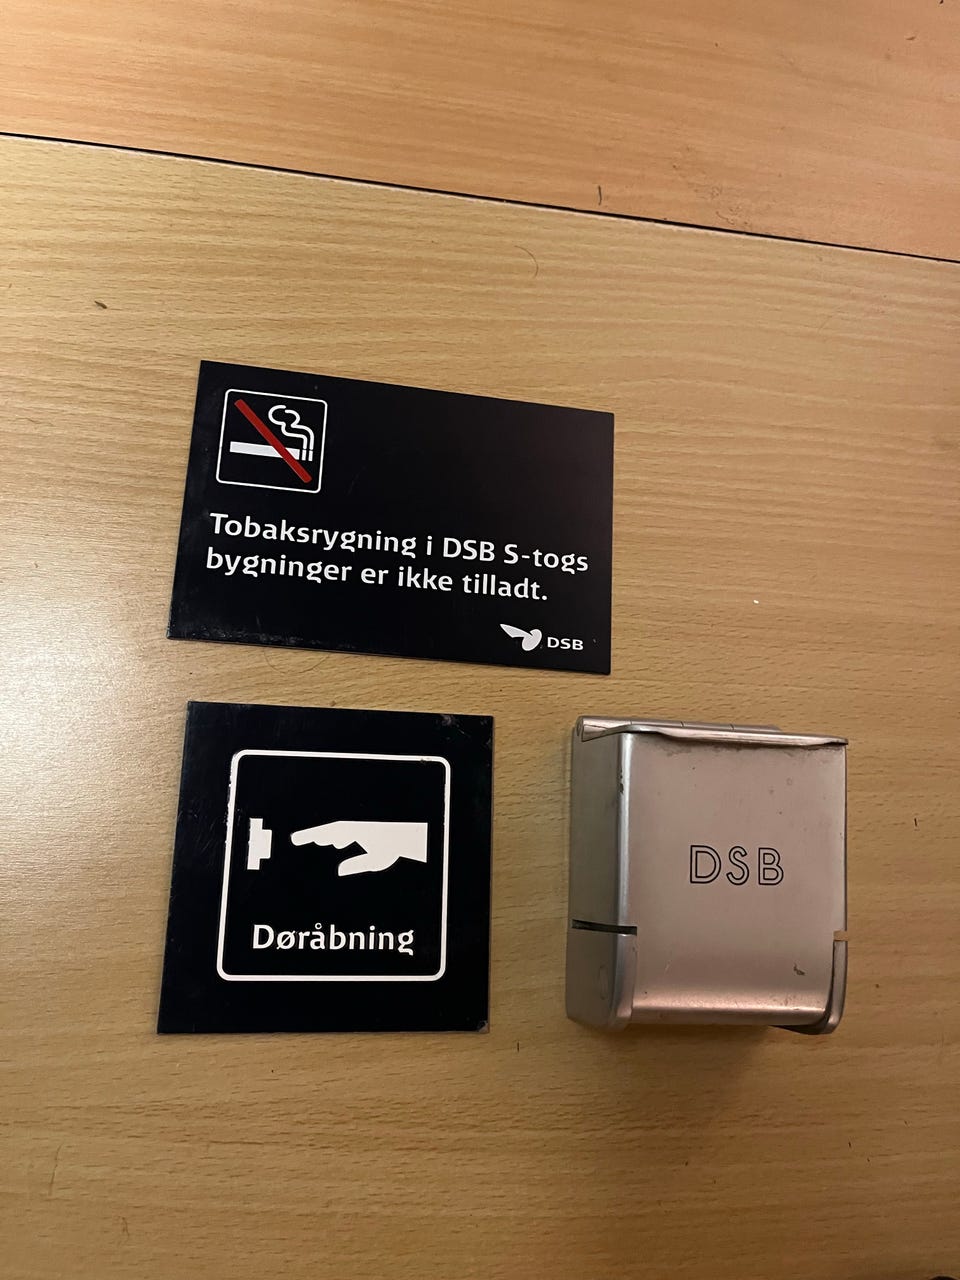 Tobaksrygning i DSB S-togs
bygninger er ikke tilladt.
DSB
Døråbning
DSB